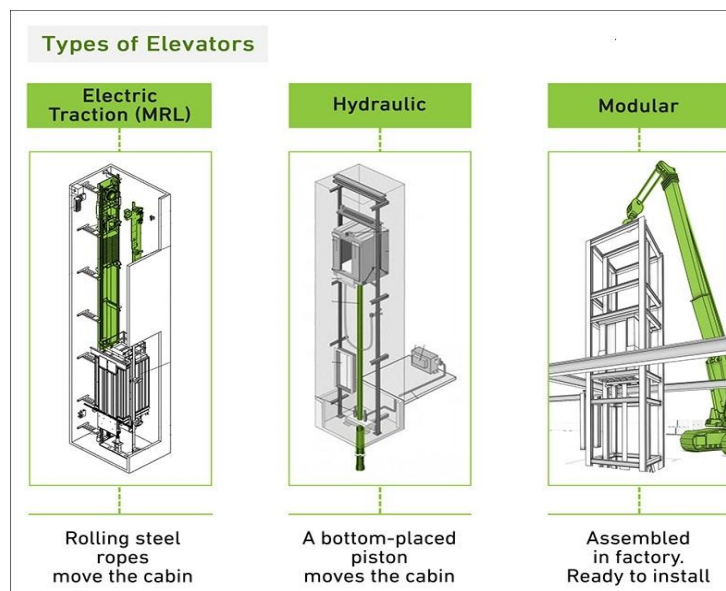 Types of Elevators
Electric
Traction (MRL)
Hydraulic
Modular
Rolling steel
ropes
move the cabin
A bottom-placed
piston
moves the cabin
Assembled
in factory.
Ready to install